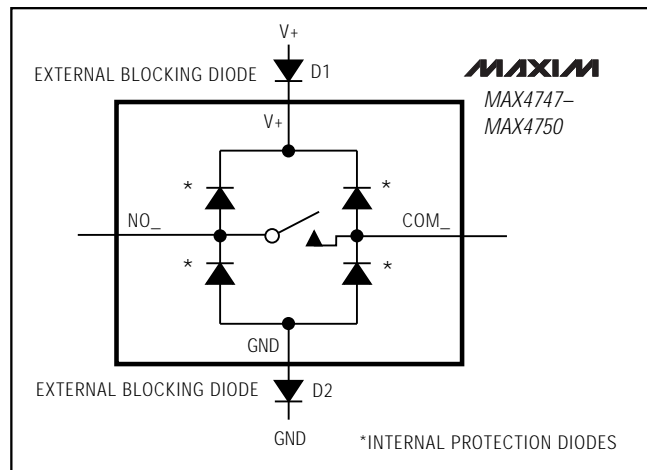 V+
EXTERNAL BLOCKING DIODE
D1
MAXIM
MAX4747–
MAX4750
V+
*
*
NO_
COM_
*
*
GND
EXTERNAL BLOCKING DIODE
D2
GND
*INTERNAL PROTECTION DIODES